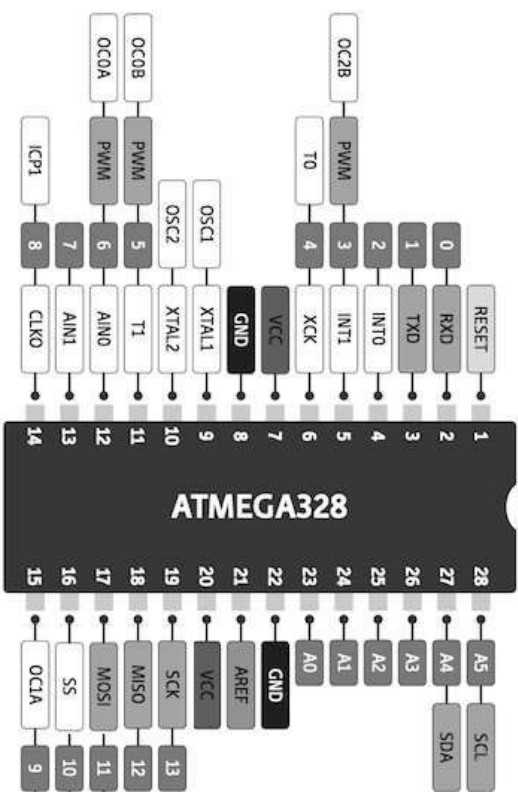 RESET 1 28 A5 SCL
0 RXD 2 27 A4 SDA
1 TXD 3 26 A3
2 INT0 4 25 A2
OC2B PWM 3 INT1 5 24 A1
T0 4 XCK 6 23 A0
VCC 7 22 GND
GND 8 21 AREF
OSC1 XTAL1 9 20 VCC
OSC2 XTAL2 10 19 SCK 13
OC0B PWM 5 T1 11 18 MISO 12
OC0A PWM 6 AIN0 12 17 MOSI 11
7 AIN1 13 16 SS 10
ICP1 8 CLKO 14 15 OC1A 9
ATMEGA328